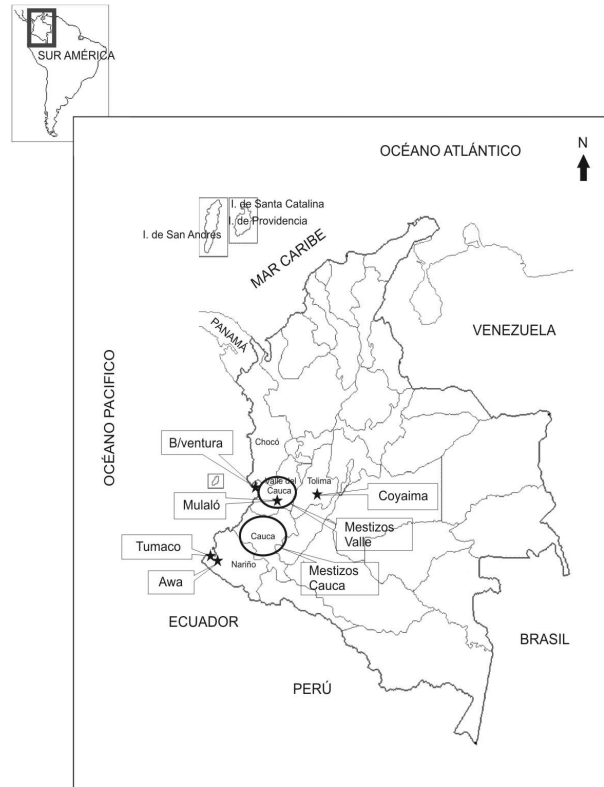 SUR AMÉRICA
OCÉANO ATLÁNTICO
N
I. de Santa Catalina
I. de Providencia
I. de San Andrés
MAR CARIBE
VENEZUELA
PANAMÁ
OCÉANO PACIFICO
Chocó
B/ventura
Valle del
Cauca
Tolima
Coyaima
Mulaló
Mestizos
Valle
Cauca
Tumaco
Nariño
Mestizos
Cauca
Awa
ECUADOR
BRASIL
PERÚ